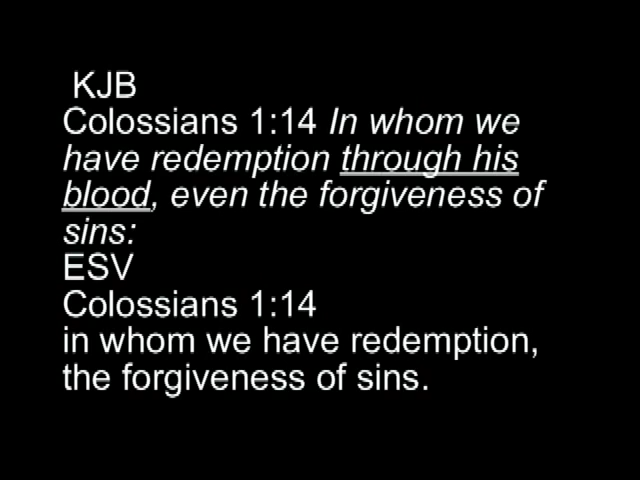 KJB
Colossians 1:14 In whom we
have redemption through his
blood, even the forgiveness of
sins:
ESV
Colossians 1:14
in whom we have redemption,
the forgiveness of sins.